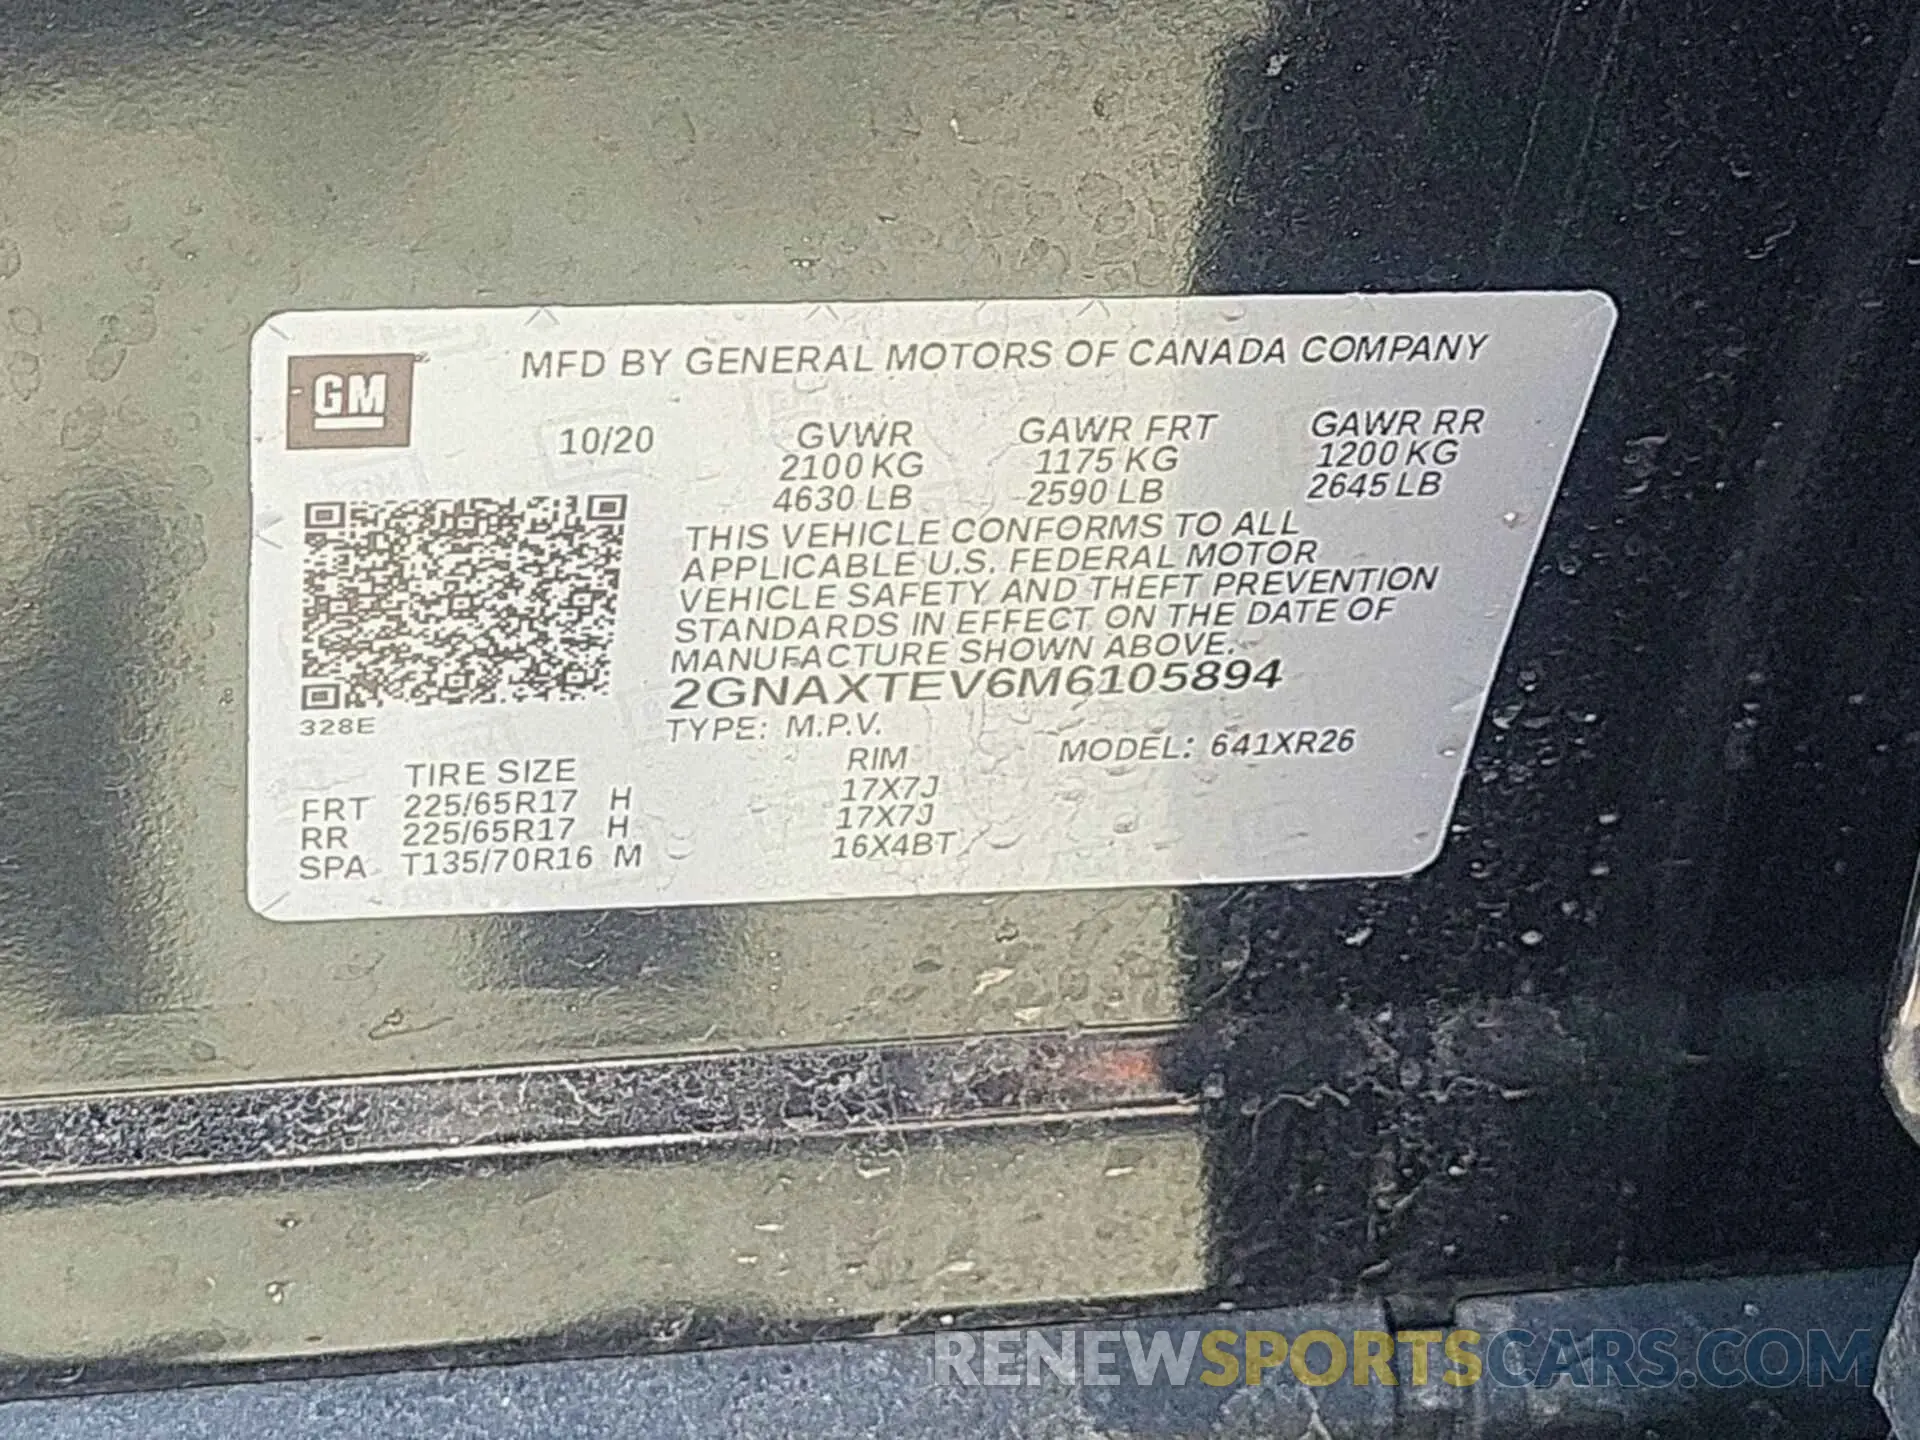 GM
MFD BY GENERAL MOTORS OF CANADA COMPANY
10/20
GVWR
2100 KG
4630 LB
GAWR FRT
1175 KG
2590 LB
GAWR RR
1200 KG
2645 LB
THIS VEHICLE CONFORMS TO ALL
APPLICABLE U.S. FEDERAL MOTOR
VEHICLE SAFETY AND THEFT PREVENTION
STANDARDS IN EFFECT ON THE DATE OF
MANUFACTURE SHOWN ABOVE.
2GNAXTEV6M6105894
328E
TYPE: M.P.V.
MODEL: 641XR26
TIRE SIZE RIM
FRT 225/65R17 H 17X7J
RR 225/65R17 H 17X7J
SPA T135/70R16 M 16X4BT
RENEWSPORTSCARS.COM